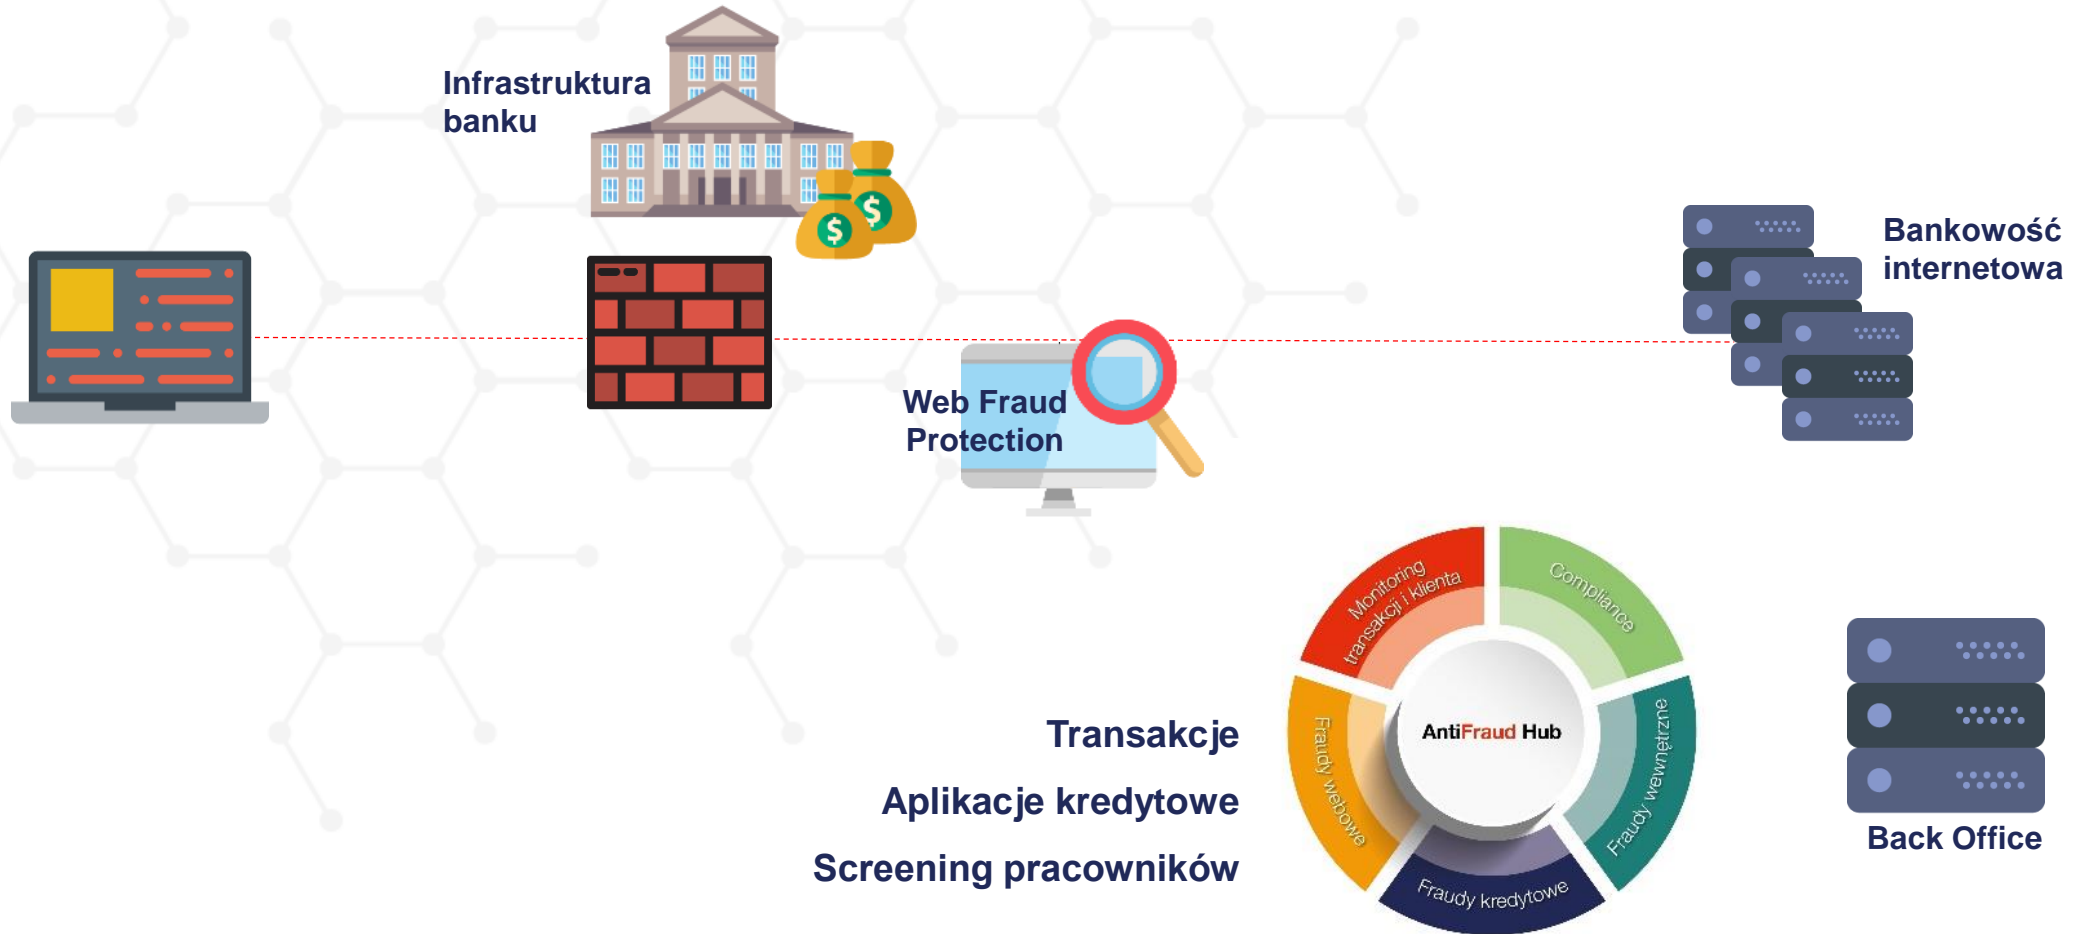 Infrastruktura
banku
Bankowość
internetowa
Web Fraud
Protection
Monitoring
transakcji i klienta
Compliance
Fraudy webowe
AntiFraud Hub
Fraudy wewnętrzne
Fraudy kredytowe
Transakcje
Aplikacje kredytowe
Screening pracowników
Back Office